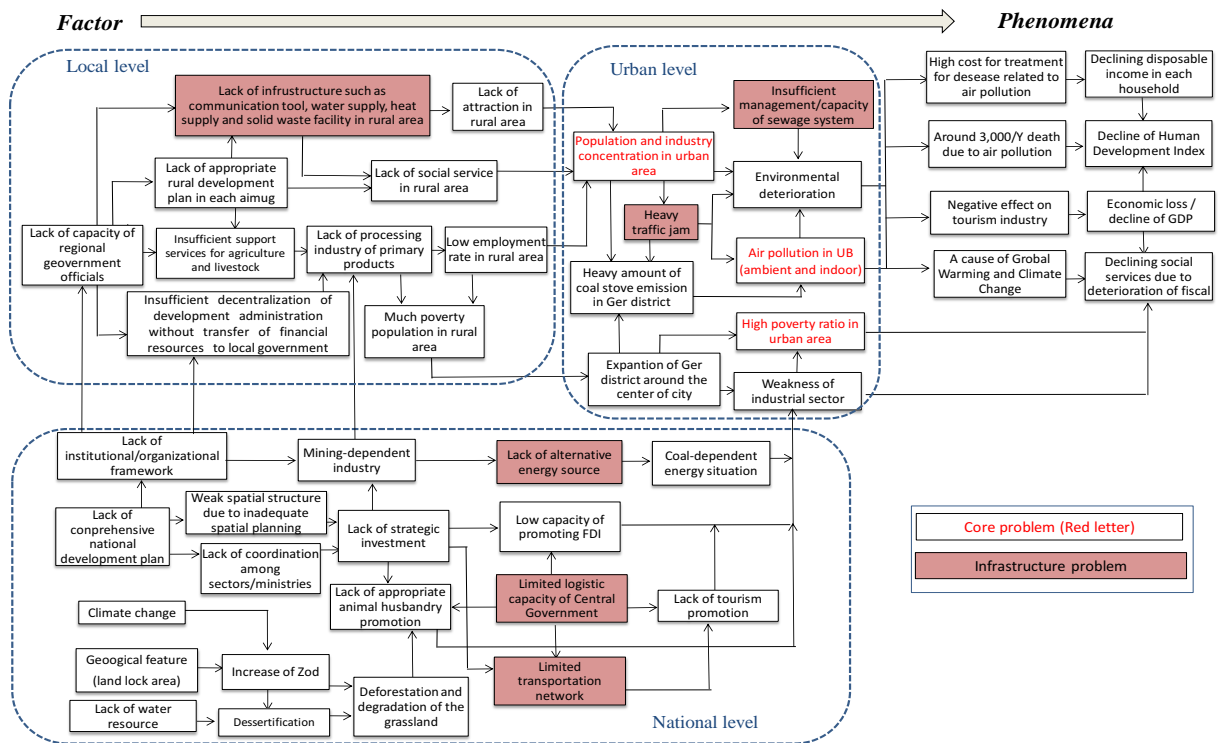 Factor
Phenomena
Local level
Lack of infrustructure such as
communication tool, water supply, heat
supply and solid waste facility in rural area
Lack of
attraction in
rural area
Lack of appropriate
rural development
plan in each aimug
Lack of social service
in rural area
Lack of capacity of
regional
geovernment
officials
Insufficient support
services for agriculture
and livestock
Lack of processing
industry of primary
products
Low employment
rate in rural area
Insufficient decentralization of
development administration
without transfer of financial
resources to local government
Much poverty
population in rural
area
Urban level
Insufficient
management/capacity
of sewage system
Population and industry
concentration in urban
area
Environmental
deterioration
Heavy
traffic jam
Air pollution in UB
(ambient and indoor)
Heavy amount of
coal stove emission
in Ger district
High poverty ratio in
urban area
Expantion of Ger
district around the
center of city
Weakness of
industrial sector
High cost for treatment
for desease related to
air pollution
Declining disposable
income in each
household
Around 3,000/Y death
due to air pollution
Decline of Human
Development Index
Negative effect on
tourism industry
Economic loss /
decline of GDP
A cause of Grobal
Warming and Climate
Change
Declining social
services due to
deterioration of fiscal
Lack of
institutional/organizational
framework
Mining-dependent
industry
Lack of alternative
energy source
Coal-dependent
energy situation
Lack of
conprehensive
national
development plan
Weak spatial structure
due to inadequate
spatial planning
Lack of coordination
among
sectors/ministries
Lack of strategic
investment
Low capacity of
promoting FDI
Climate change
Lack of appropriate
animal husbandry
promotion
Limited logistic
capacity of Central
Government
Lack of tourism
promotion
Geogical feature
(land lock area)
Increase of Zod
Limited
transportation
network
Lack of water
resource
Dessertification
Deforestation and
degradation of the
grassland
National level
Core problem (Red letter)
Infrastructure problem